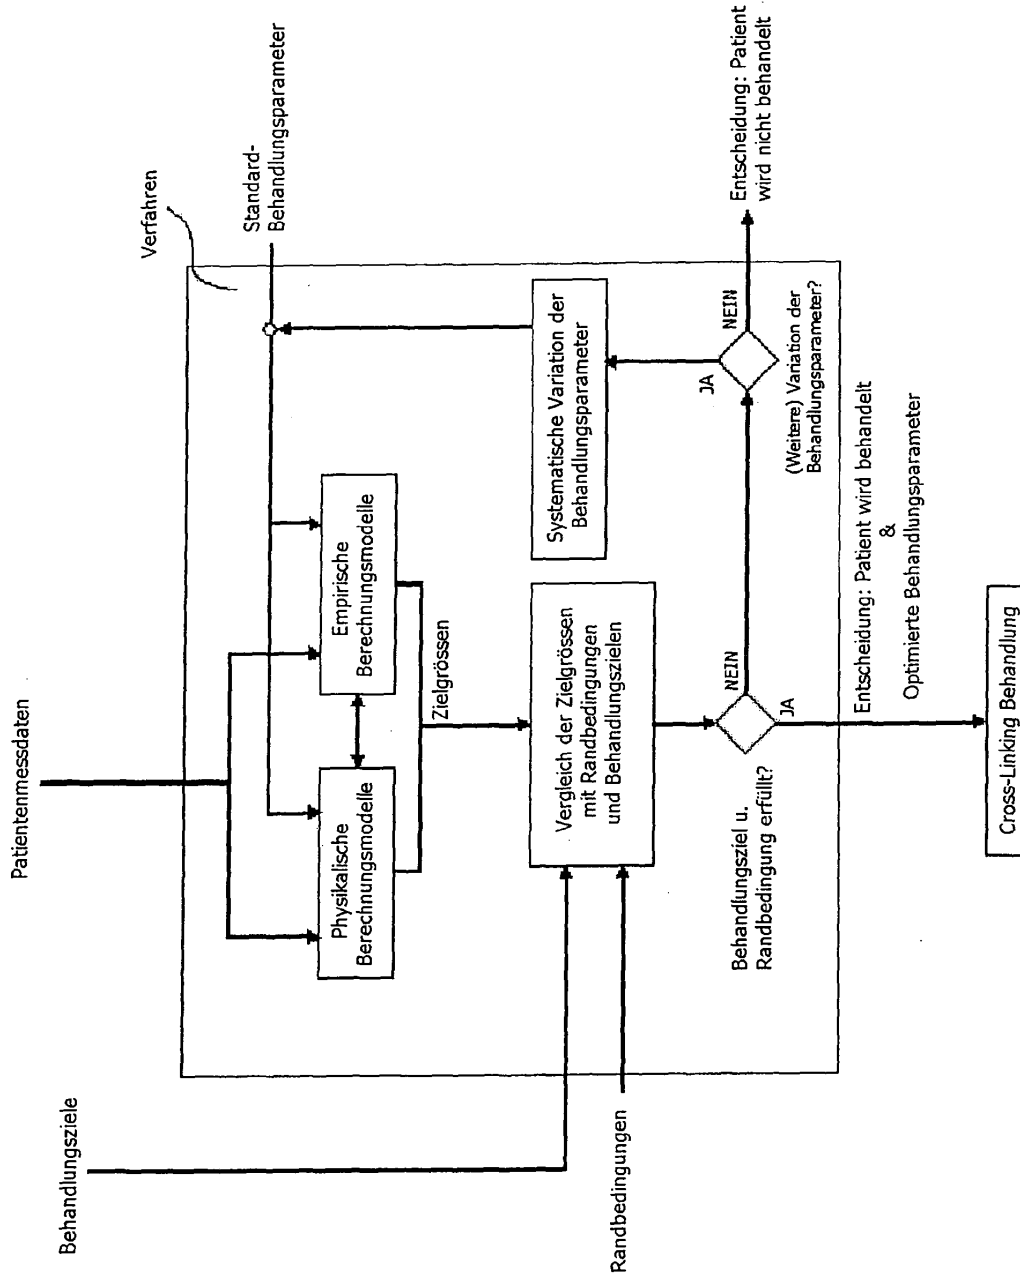 Patientenmessdaten
Behandlungsziele
Verfahren
Standard-
Behandlungsparameter
Physikalische
Berechnungsmodelle
Empirische
Berechnungsmodelle
Zielgrössen
Randbedingungen
Vergleich der Zielgrössen
mit Randbedingungen
und Behandlungszielen
Systematische Variation der
Behandlungsparameter
Behandlungsziel u.
Randbedingung erfüllt?
NEIN
JA
JA
NEIN
(Weitere) Variation der
Behandlungsparameter?
Entscheidung: Patient
wird nicht behandelt
Entscheidung: Patient wird behandelt
&
Optimierte Behandlungsparameter
Cross-Linking Behandlung